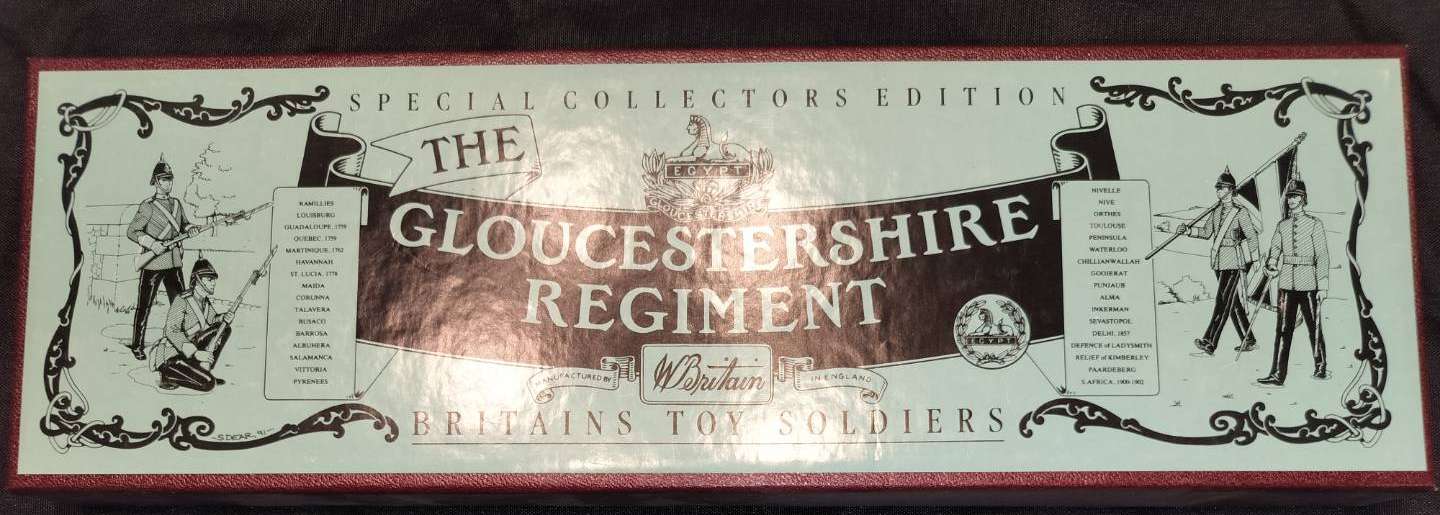 SPECIAL COLLECTORS EDITION
THE
EGYPT
GLOUCESTERSHIRE
GLOUCESTERSHIRE
REGIMENT
RAMILLIES
LOUISBURG
GUADALOUPE, 1759
QUEBEC, 1759
MARTINIQUE, 1762
HAVANNAH
ST. LUCIA, 1778
MAIDA
CORUNNA
TALAVERA
BUSACO
BARROSA
ALBUHERA
SALAMANCA
VITTORIA
PYRENEES
NIVELLE
NIVE
ORTHES
TOULOUSE
PENINSULA
WATERLOO
CHILLIANWALLAH
GOOJERAT
PUNJAUB
ALMA
INKERMAN
SEVASTOPOL
DELHI, 1857
DEFENCE of LADYSMITH
RELIEF of KIMBERLEY
PAARDEBERG
S.AFRICA, 1900-1902
EGYPT
MANUFACTURED BY
W.Britain
IN ENGLAND
BRITAINS TOY SOLDIERS
S.DEAR. 91